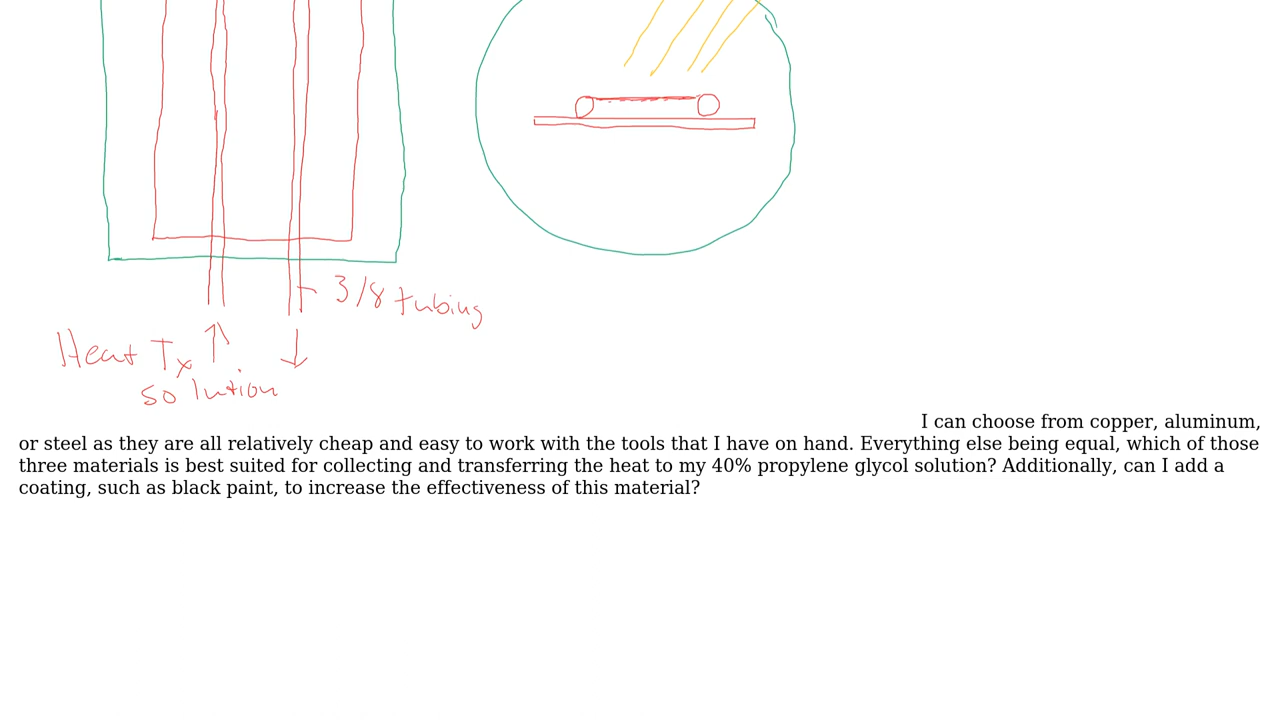 3/8 tubing
Heat Tx
solution
I can choose from copper, aluminum,
or steel as they are all relatively cheap and easy to work with the tools that I have on hand. Everything else being equal, which of those
three materials is best suited for collecting and transferring the heat to my 40% propylene glycol solution? Additionally, can I add a
coating, such as black paint, to increase the effectiveness of this material?